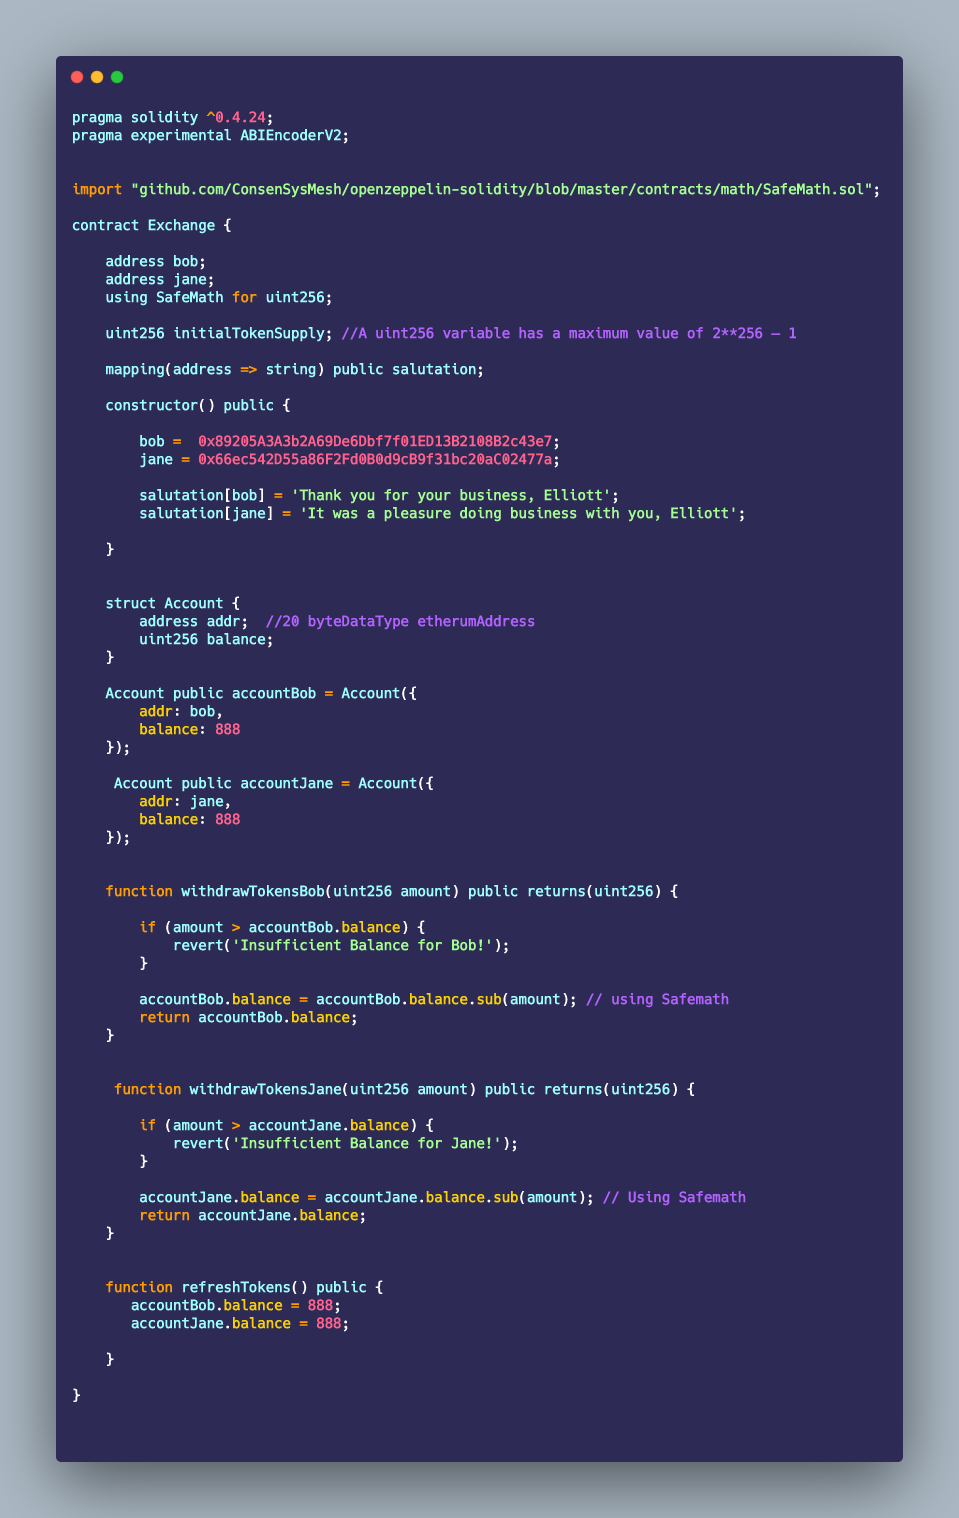 pragma solidity ^0.4.24;
pragma experimental ABIEncoderV2;
import "github.com/ConsenSysMesh/openzeppelin-solidity/blob/master/contracts/math/SafeMath.sol";
contract Exchange {
address bob;
address jane;
using SafeMath for uint256;
uint256 initialTokenSupply; //A uint256 variable has a maximum value of 2**256 — 1
mapping(address => string) public salutation;
constructor() public {
bob =  0x89205A3A3b2A69De6Dbf7f01ED13B2108B2c43e7;
jane = 0x66ec542D55a86F2Fd0B0d9cB9f31bc20aC02477a;
salutation[bob] = 'Thank you for your business, Elliott';
salutation[jane] = 'It was a pleasure doing business with you, Elliott';
}
struct Account {
address addr;  //20 byteDataType etherumAddress
uint256 balance;
}
Account public accountBob = Account({
addr: bob,
balance: 888
});
Account public accountJane = Account({
addr: jane,
balance: 888
});
function withdrawTokensBob(uint256 amount) public returns(uint256) {
if (amount > accountBob.balance) {
revert('Insufficient Balance for Bob!');
}
accountBob.balance = accountBob.balance.sub(amount); // using Safemath
return accountBob.balance;
}
function withdrawTokensJane(uint256 amount) public returns(uint256) {
if (amount > accountJane.balance) {
revert('Insufficient Balance for Jane!');
}
accountJane.balance = accountJane.balance.sub(amount); // Using Safemath
return accountJane.balance;
}
function refreshTokens() public {
accountBob.balance = 888;
accountJane.balance = 888;
}
}